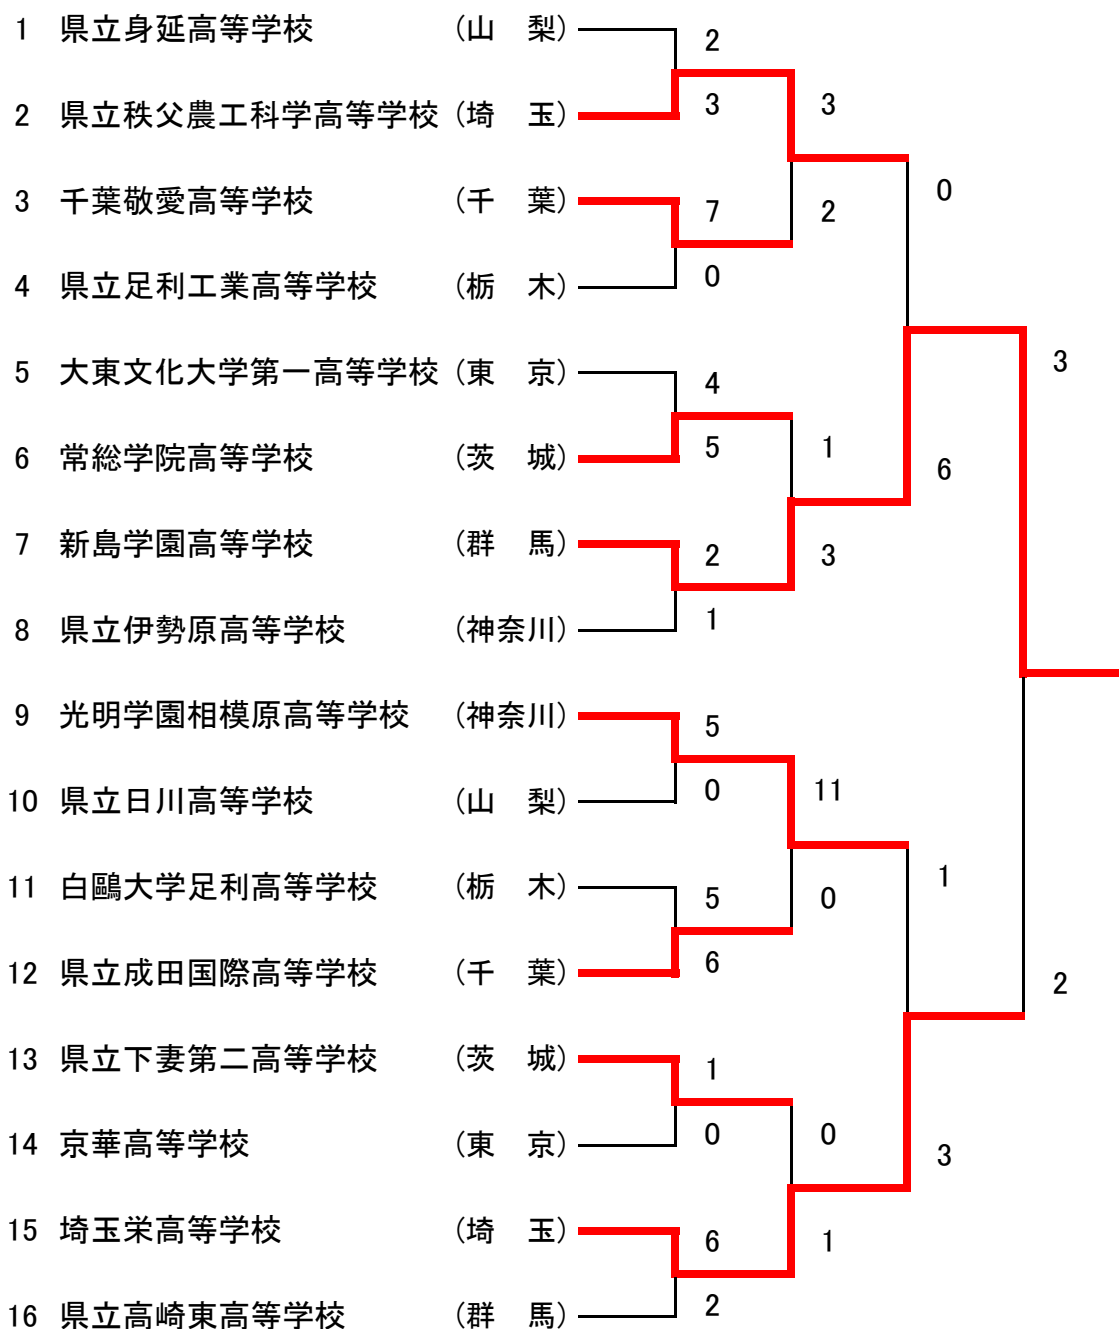 1 県立身延高等学校 (山 梨) 2
2 県立秩父農工科学高等学校 (埼 玉) 3 3
0
3 千葉敬愛高等学校 (千 葉) 7 2
4 県立足利工業高等学校 (栃 木) 0
3
5 大東文化大学第一高等学校 (東 京) 4
6 常総学院高等学校 (茨 城) 5 1
6
7 新島学園高等学校 (群 馬) 2 3
8 県立伊勢原高等学校 (神奈川) 1
9 光明学園相模原高等学校 (神奈川) 5
10 県立日川高等学校 (山 梨) 0 11
1
11 白鷗大学足利高等学校 (栃 木) 5 0
12 県立成田国際高等学校 (千 葉) 6
2
13 県立下妻第二高等学校 (茨 城) 1
14 京華高等学校 (東 京) 0 0
3
15 埼玉栄高等学校 (埼 玉) 6 1
16 県立高崎東高等学校 (群 馬) 2